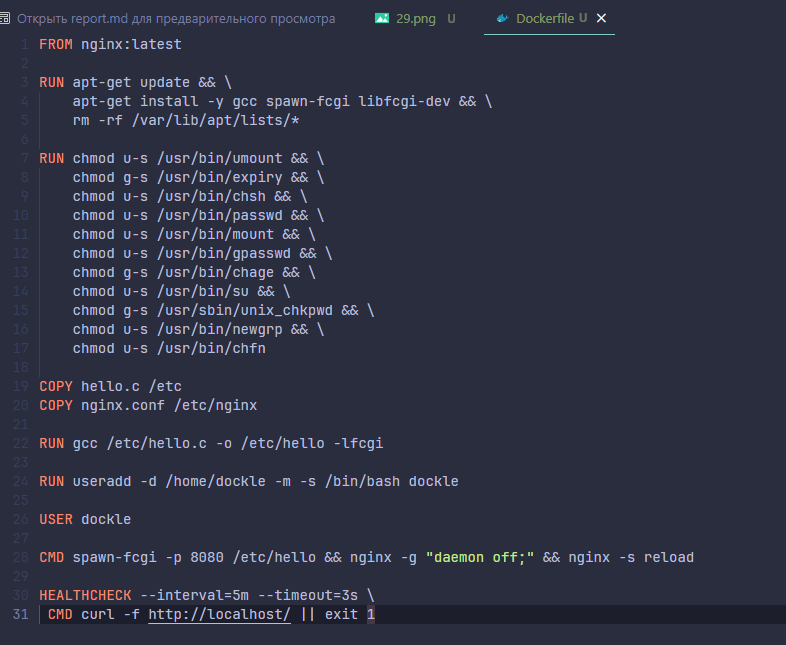 Открыть report.md для предварительного просмотра 29.png U Dockerfile U ×
1 FROM nginx:latest
2
3 RUN apt-get update && \
4     apt-get install -y gcc spawn-fcgi libfcgi-dev && \
5     rm -rf /var/lib/apt/lists/*
6
7 RUN chmod u-s /usr/bin/umount && \
8     chmod g-s /usr/bin/expiry && \
9     chmod u-s /usr/bin/chsh && \
10     chmod u-s /usr/bin/passwd && \
11     chmod u-s /usr/bin/mount && \
12     chmod u-s /usr/bin/gpasswd && \
13     chmod g-s /usr/bin/chage && \
14     chmod u-s /usr/bin/su && \
15     chmod g-s /usr/sbin/unix_chkpwd && \
16     chmod u-s /usr/bin/newgrp && \
17     chmod u-s /usr/bin/chfn
18
19 COPY hello.c /etc
20 COPY nginx.conf /etc/nginx
21
22 RUN gcc /etc/hello.c -o /etc/hello -lfcgi
23
24 RUN useradd -d /home/dockle -m -s /bin/bash dockle
25
26 USER dockle
27
28 CMD spawn-fcgi -p 8080 /etc/hello && nginx -g "daemon off;" && nginx -s reload
29
30 HEALTHCHECK --interval=5m --timeout=3s \
31  CMD curl -f http://localhost/ || exit 1